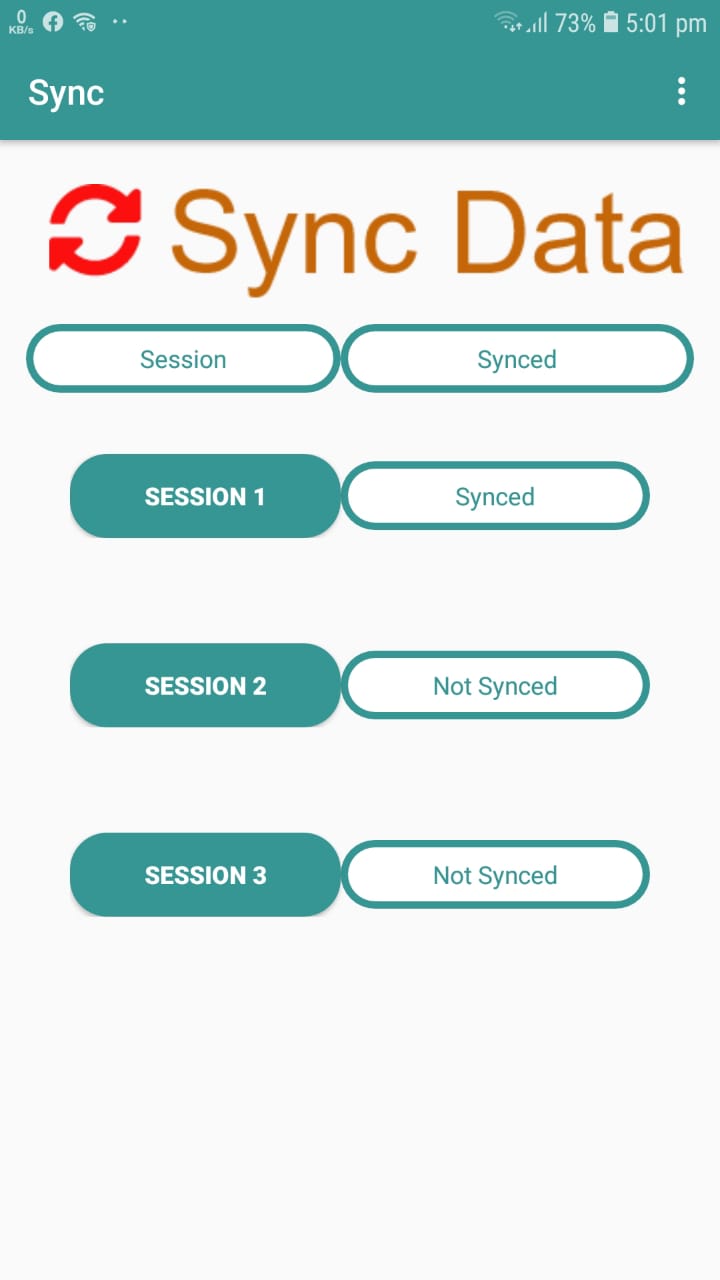 0 KB/s 73% 5:01 pm
Sync
Sync Data
Session Synced
SESSION 1 Synced
SESSION 2 Not Synced
SESSION 3 Not Synced